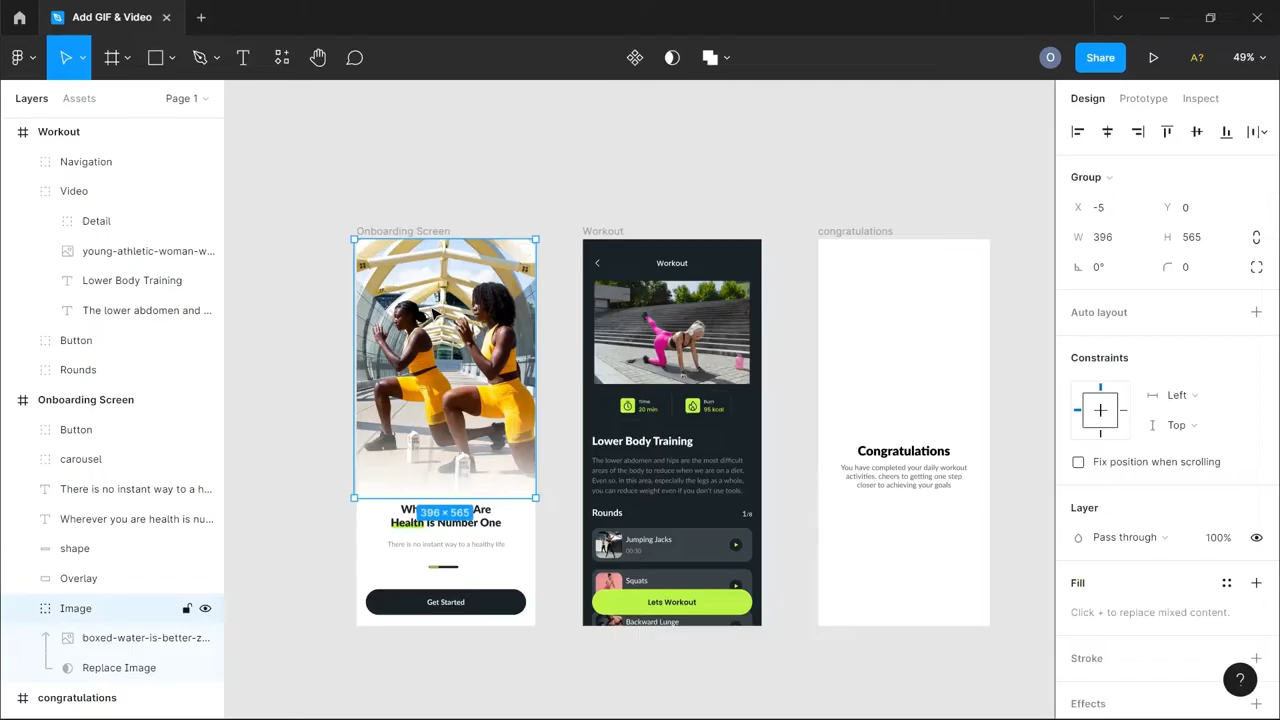 Add GIF & Video
O
Share
A?
49%
Layers
Assets
Page 1
Workout
Navigation
Video
Detail
young-athletic-woman-w...
Lower Body Training
The lower abdomen and ...
Button
Rounds
Onboarding Screen
Button
carousel
There is no instant way to a h...
Wherever you are health is nu...
shape
Overlay
Image
boxed-water-is-better-z...
Replace Image
congratulations
Onboarding Screen
Are
Health is Number One
396 × 565
There is no instant way to a healthy life
Get Started
Workout
Workout
Time
20 min
Burn
95 kcal
Lower Body Training
The lower abdomen and hips are the most difficult
areas of the body to reduce when we are on a diet.
Even so, in this area, especially the legs as a whole,
you can reduce weight even if you don't use tools.
Rounds
1/8
Jumping Jacks
00:30
Squats
Lets Workout
Backward Lunge
congratulations
Congratulations
You have completed your daily workout
activities, cheers to getting one step
closer to achieving your goals
Design
Prototype
Inspect
Group
X -5
Y 0
W 396
H 565
0°
0
Auto layout
Constraints
Left
Top
Fix position when scrolling
Layer
Pass through
100%
Fill
Click + to replace mixed content.
Stroke
Effects
?